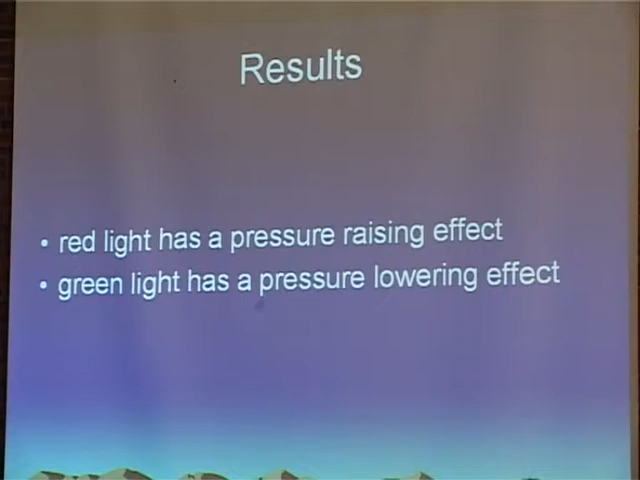 Results
• red light has a pressure raising effect
• green light has a pressure lowering effect